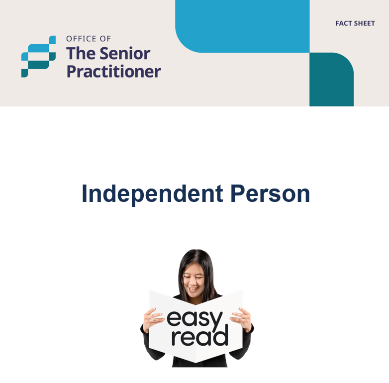 FACT SHEET
OFFICE OF
The Senior
Practitioner
Independent Person
easy
read